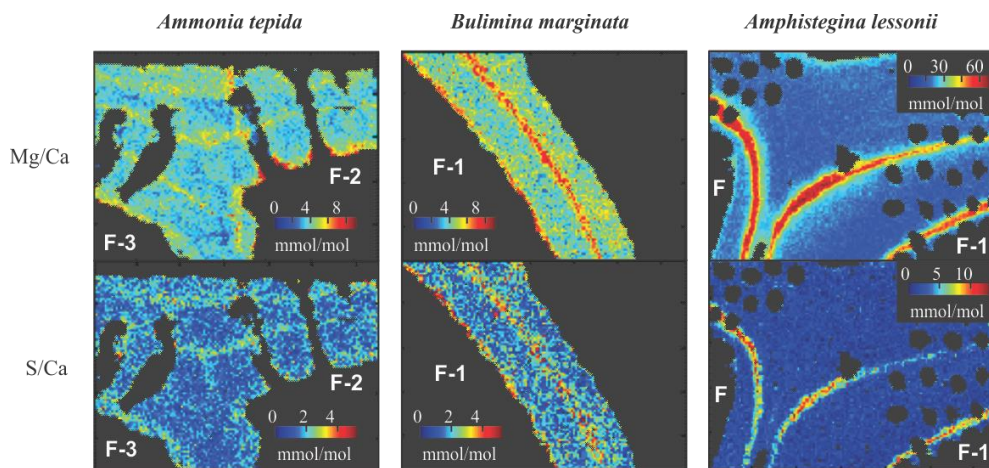 Ammonia tepida
Bulimina marginata
Amphistegina lessonii
Mg/Ca
F-3
F-2
0 4 8
mmol/mol
F-1
0 4 8
mmol/mol
0 30 60
mmol/mol
F
F-1
S/Ca
F-3
F-2
0 2 4
mmol/mol
F-1
0 2 4
mmol/mol
0 5 10
mmol/mol
F
F-1